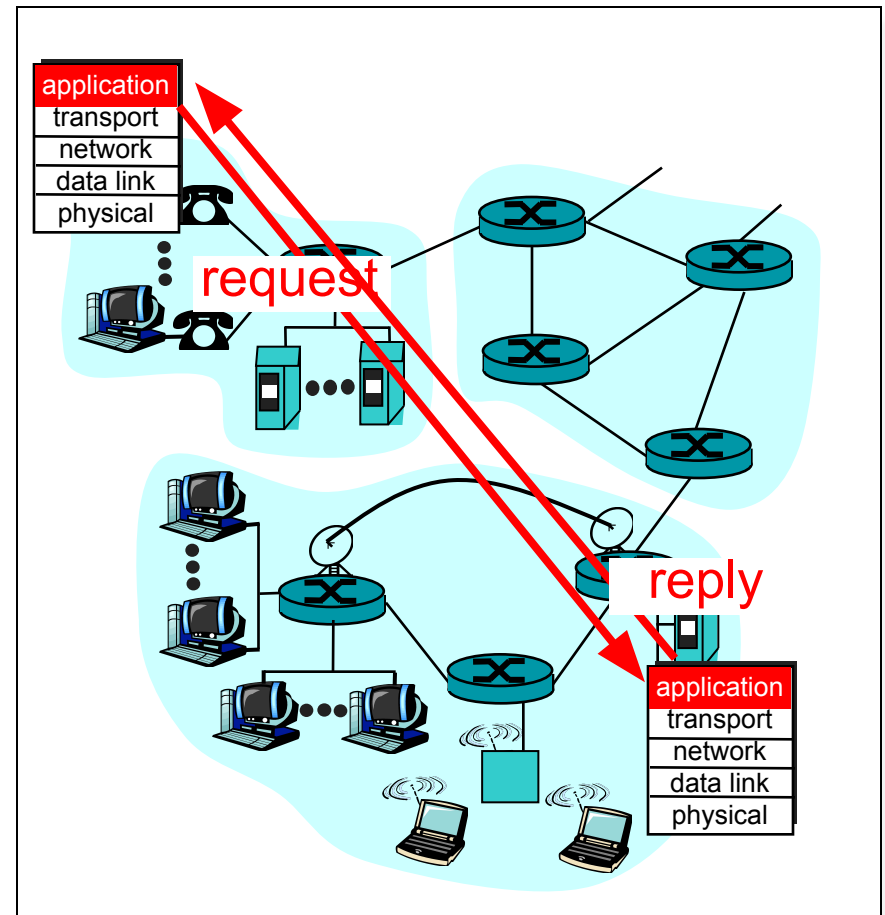 application
transport
network
data link
physical
request
reply
application
transport
network
data link
physical